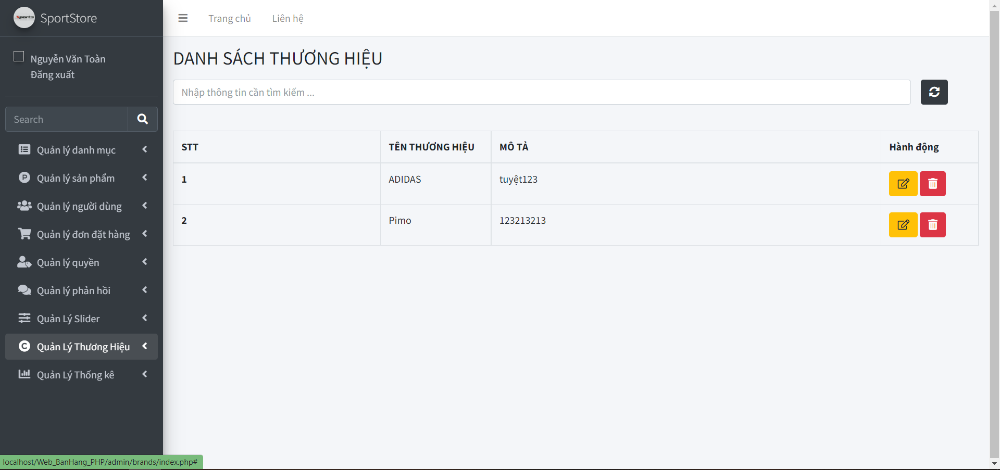 Sports
SportStore
Trang chủ
Liên hệ
Nguyễn Văn Toàn
Đăng xuất
Search
Quản lý danh mục
Quản lý sản phẩm
Quản lý người dùng
Quản lý đơn đặt hàng
Quản lý quyền
Quản lý phản hồi
Quản Lý Slider
Quản Lý Thương Hiệu
Quản Lý Thống kê
DANH SÁCH THƯƠNG HIỆU
Nhập thông tin cần tìm kiếm ...
STT TÊN THƯƠNG HIỆU MÔ TẢ Hành động
1 ADIDAS tuyệt123
2 Pimo 123213213
localhost/Web_BanHang_PHP/admin/brands/index.php#